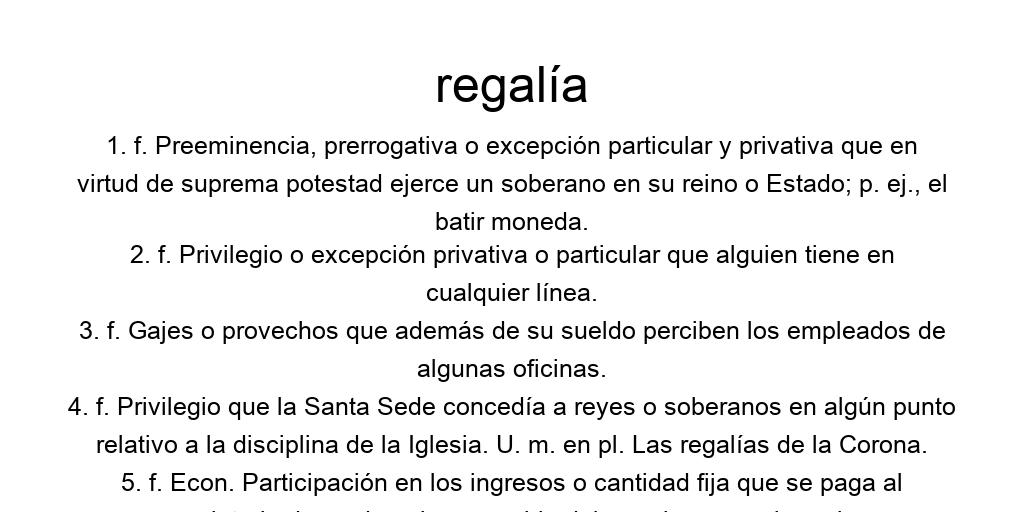 regalía
1. f. Preeminencia, prerrogativa o excepción particular y privativa que en
virtud de suprema potestad ejerce un soberano en su reino o Estado; p. ej., el
batir moneda.
2. f. Privilegio o excepción privativa o particular que alguien tiene en
cualquier línea.
3. f. Gajes o provechos que además de su sueldo perciben los empleados de
algunas oficinas.
4. f. Privilegio que la Santa Sede concedía a reyes o soberanos en algún punto
relativo a la disciplina de la Iglesia. U. m. en pl. Las regalías de la Corona.
5. f. Econ. Participación en los ingresos o cantidad fija que se paga al